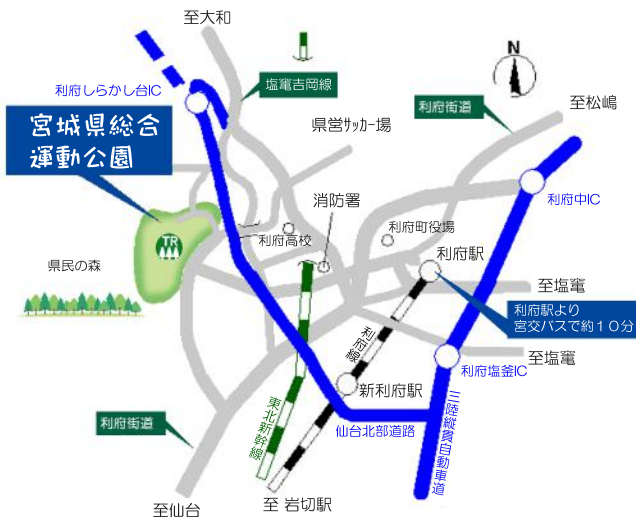 至大和
利府しらかし台IC
塩竃吉岡線
N
利府街道
至松嶋
宮城県総合
運動公園
県営サッカー場
利府中IC
消防署
利府高校
利府町役場
利府駅
TR
県民の森
至塩竃
利府駅より
宮交バスで約１０分
利府線
至塩竃
利府塩釜IC
新利府駅
利府街道
東北新幹線
仙台北部道路
三陸縦貫自動車道
至仙台
至 岩切駅